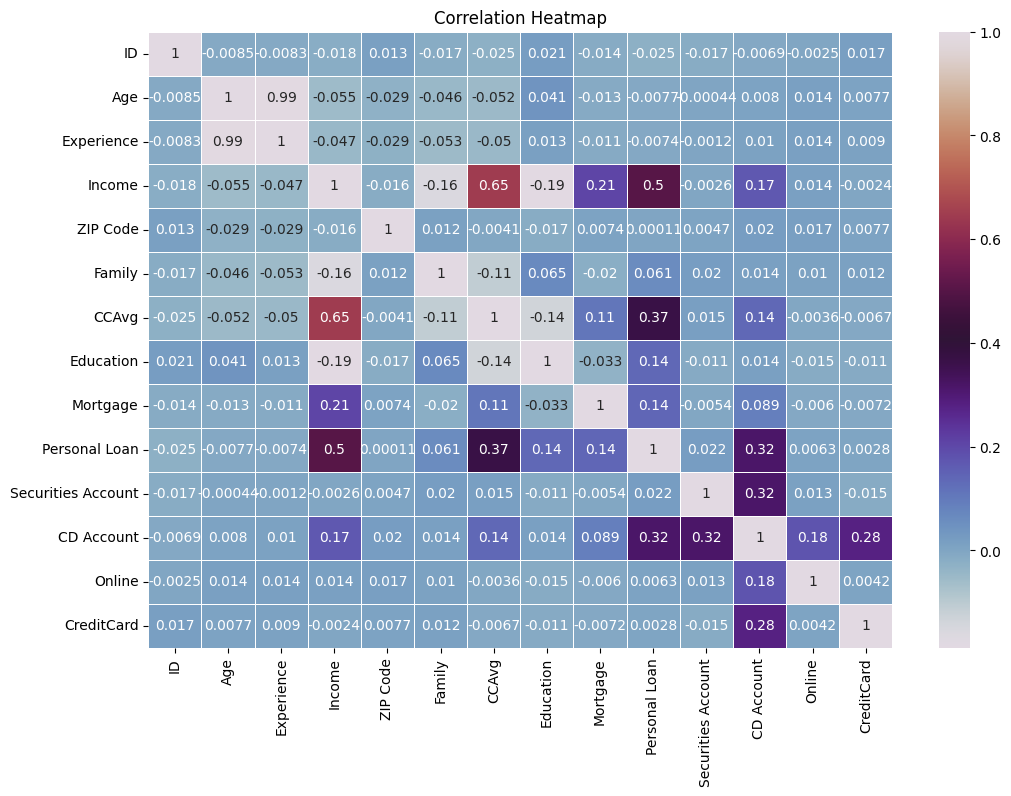 Correlation Heatmap
ID 1 -0.0085 -0.0083 -0.018 0.013 -0.017 -0.025 0.021 -0.014 -0.025 -0.017 -0.0069 -0.0025 0.017
Age -0.0085 1 0.99 -0.055 -0.029 -0.046 -0.052 0.041 -0.013 -0.0077 -0.00044 0.008 0.014 0.0077
Experience -0.0083 0.99 1 -0.047 -0.029 -0.053 -0.05 0.013 -0.011 -0.0074 -0.0012 0.01 0.014 0.009
Income -0.018 -0.055 -0.047 1 -0.016 -0.16 0.65 -0.19 0.21 0.5 -0.0026 0.17 0.014 -0.0024
ZIP Code 0.013 -0.029 -0.029 -0.016 1 0.012 -0.0041 -0.017 0.0074 0.00011 0.0047 0.02 0.017 0.0077
Family -0.017 -0.046 -0.053 -0.16 0.012 1 -0.11 0.065 -0.02 0.061 0.02 0.014 0.01 0.012
CCAvg -0.025 -0.052 -0.05 0.65 -0.0041 -0.11 1 -0.14 0.11 0.37 0.015 0.14 -0.0036 -0.0067
Education 0.021 0.041 0.013 -0.19 -0.017 0.065 -0.14 1 -0.033 0.14 -0.011 0.014 -0.015 -0.011
Mortgage -0.014 -0.013 -0.011 0.21 0.0074 -0.02 0.11 -0.033 1 0.14 -0.0054 0.089 -0.006 -0.0072
Personal Loan -0.025 -0.0077 -0.0074 0.5 0.00011 0.061 0.37 0.14 0.14 1 0.022 0.32 0.0063 0.0028
Securities Account -0.017 -0.00044 -0.0012 -0.0026 0.0047 0.02 0.015 -0.011 -0.0054 0.022 1 0.32 0.013 -0.015
CD Account -0.0069 0.008 0.01 0.17 0.02 0.014 0.14 0.014 0.089 0.32 0.32 1 0.18 0.28
Online -0.0025 0.014 0.014 0.014 0.017 0.01 -0.0036 -0.015 -0.006 0.0063 0.013 0.18 1 0.0042
CreditCard 0.017 0.0077 0.009 -0.0024 0.0077 0.012 -0.0067 -0.011 -0.0072 0.0028 -0.015 0.28 0.0042 1
ID Age Experience Income ZIP Code Family CCAvg Education Mortgage Personal Loan Securities Account CD Account Online CreditCard
1.0
0.8
0.6
0.4
0.2
0.0